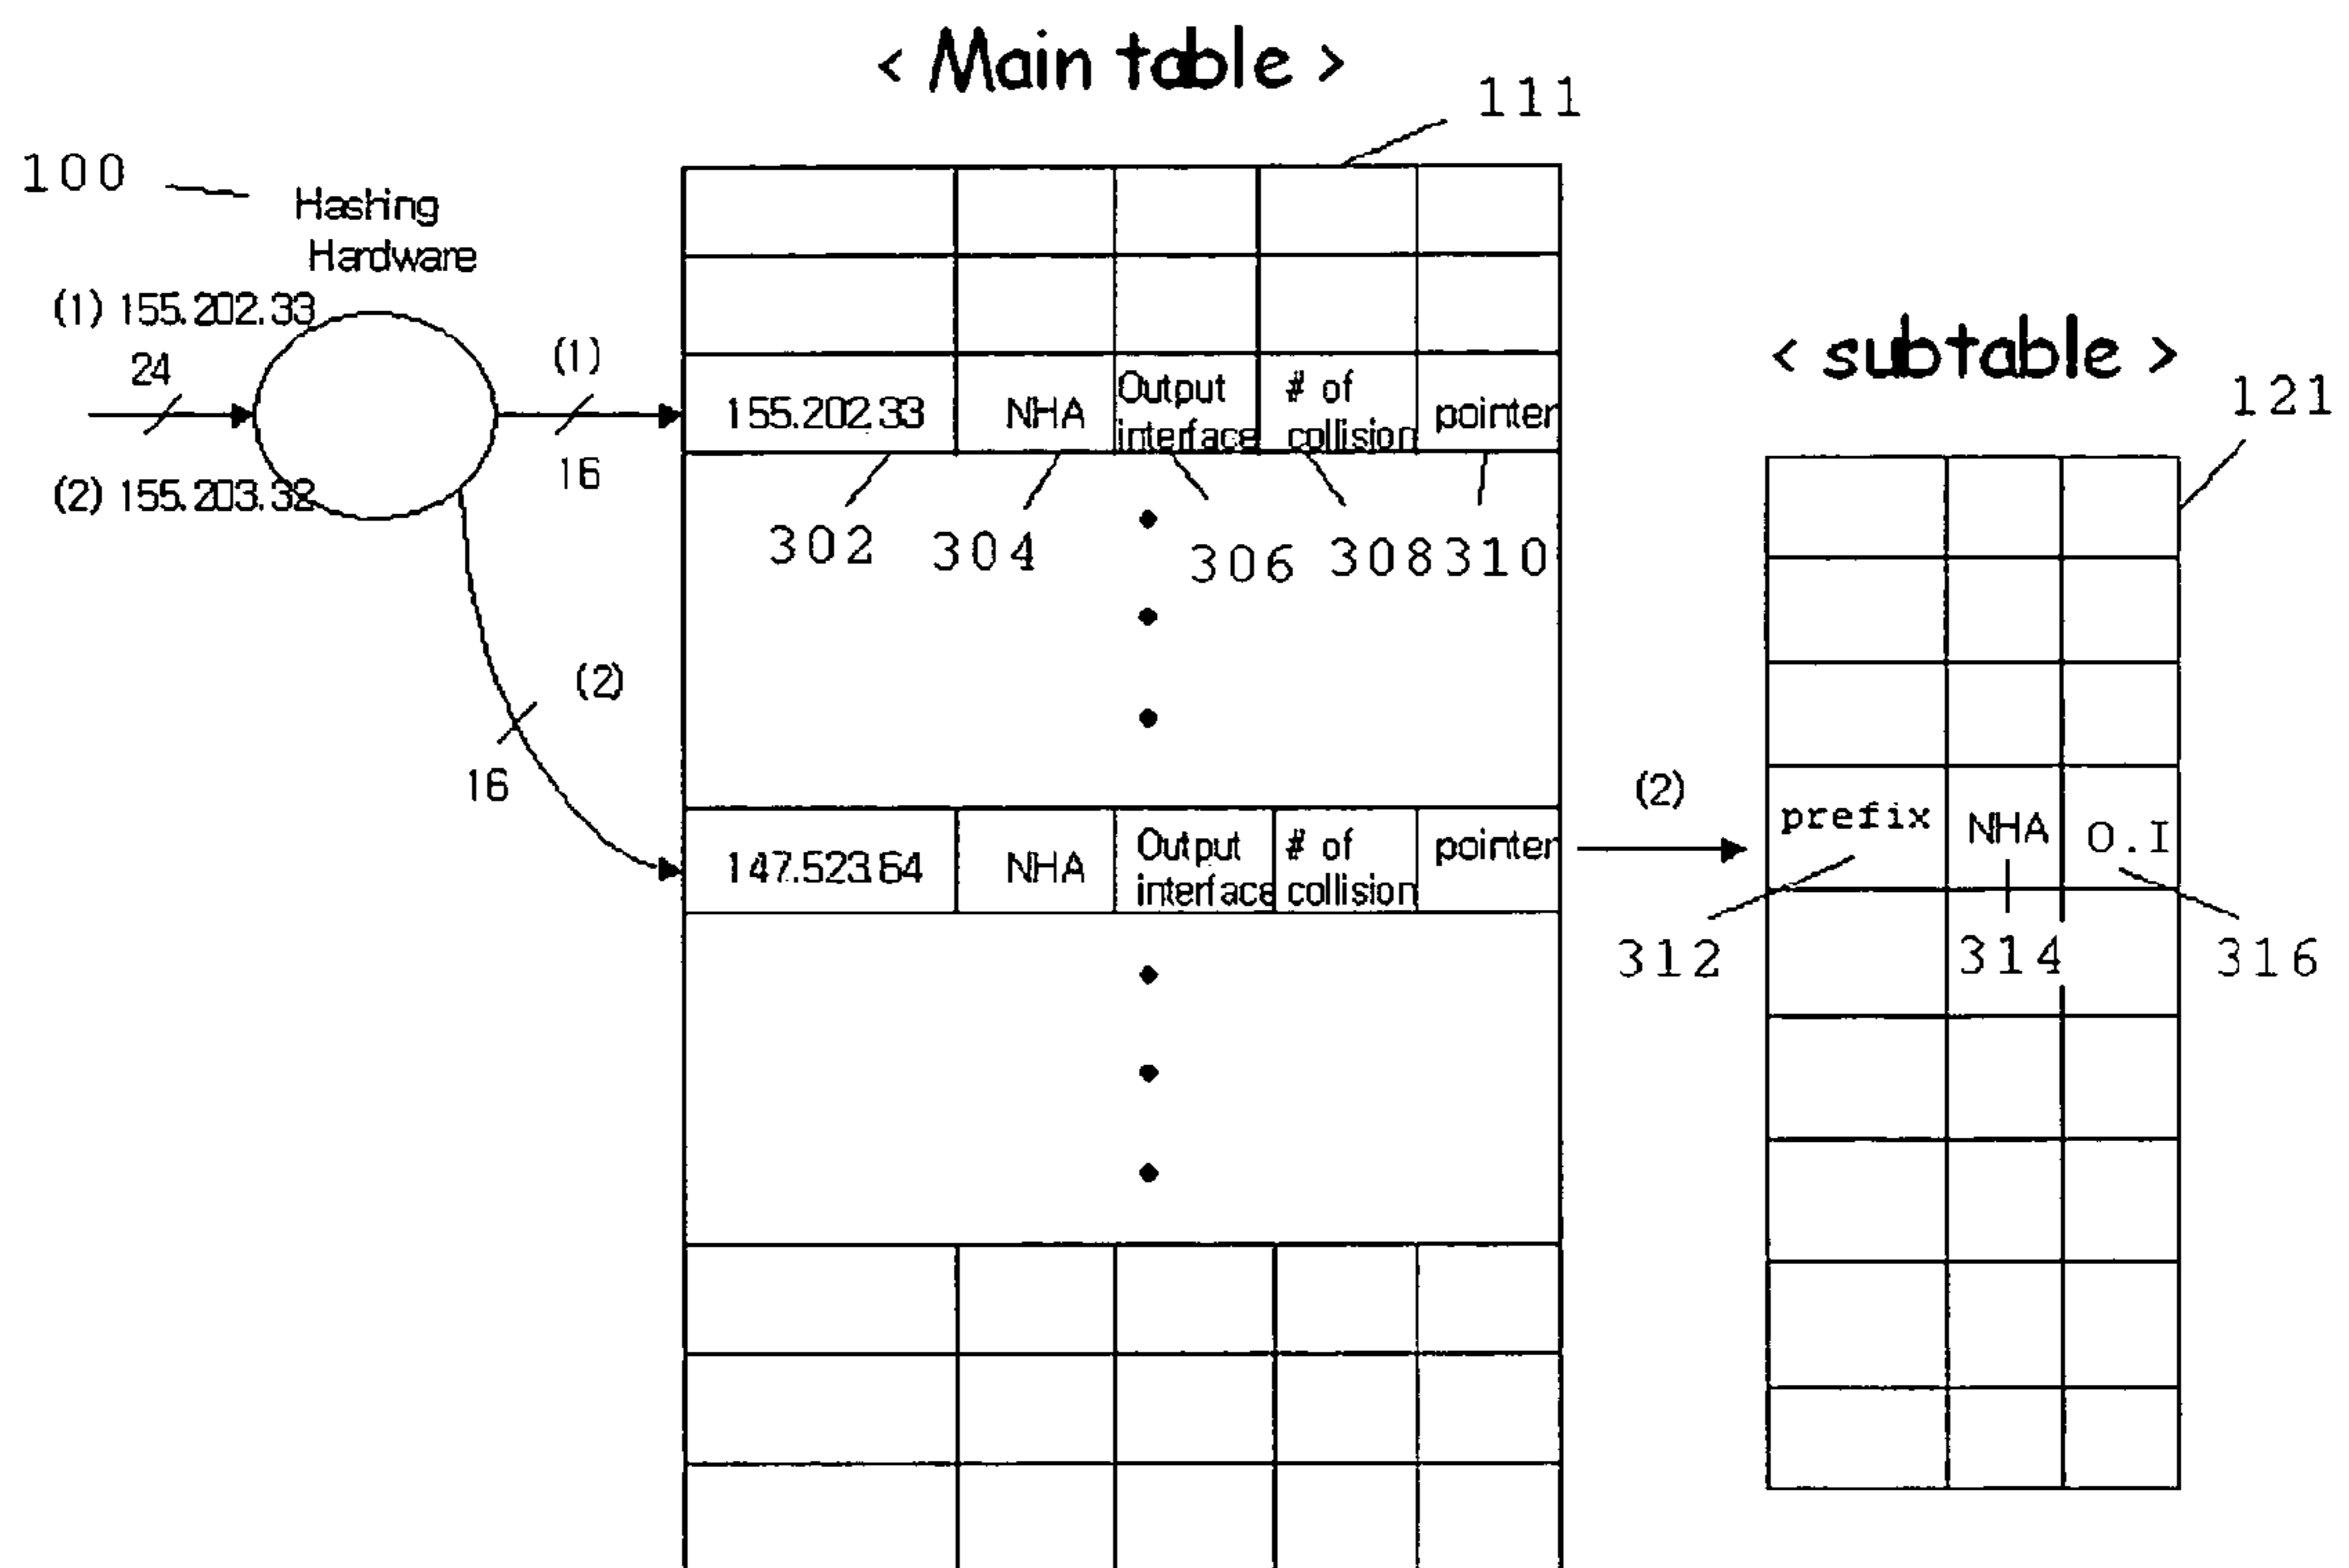 < Main table >
111
100
Hashing
Hardware
(1) 155.202.33
24
(2) 155.203.32
(1)
16
155.202.33
NHA
Output
interface
# of
collision
pointer
302
304
306
308
310
(2)
16
147.523.64
NHA
Output
interface
# of
collision
pointer
(2)
< subtable >
121
prefix
NHA
O.I
312
314
316